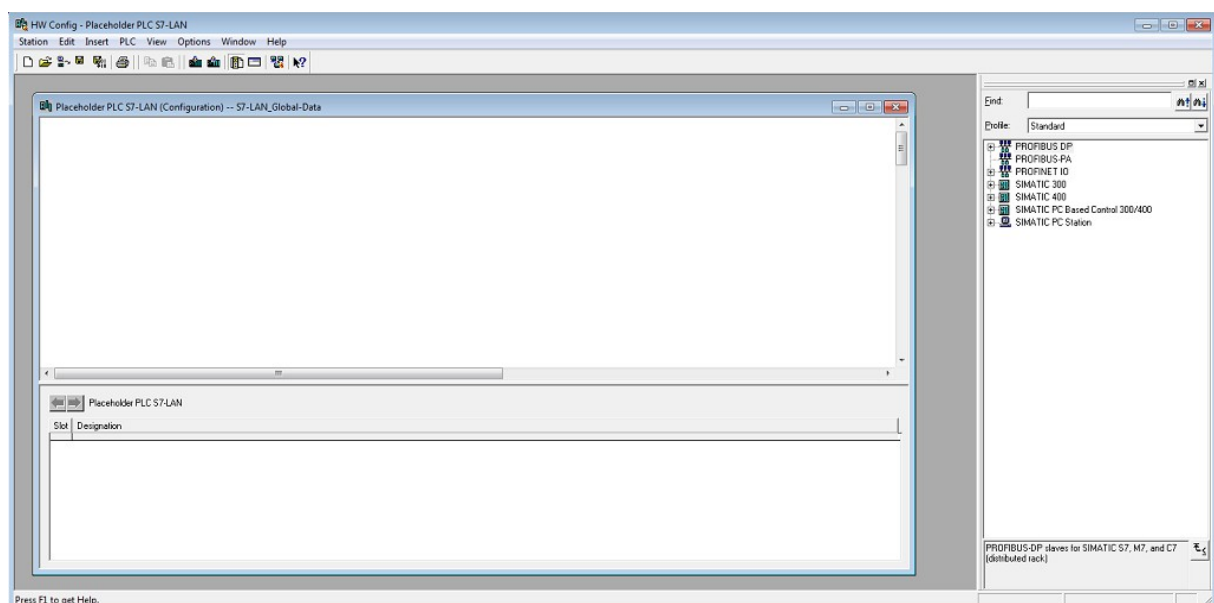 HW Config - Placeholder PLC S7-LAN
Station Edit Insert PLC View Options Window Help
Placeholder PLC S7-LAN (Configuration) -- S7-LAN_Global-Data
Find:
Profile: Standard
PROFIBUS DP
PROFIBUS-PA
PROFINET IO
SIMATIC 300
SIMATIC 400
SIMATIC PC Based Control 300/400
SIMATIC PC Station
Placeholder PLC S7-LAN
Slot Designation
PROFIBUS-DP slaves for SIMATIC S7, M7, and C7
(distributed rack)
Press F1 to get Help.